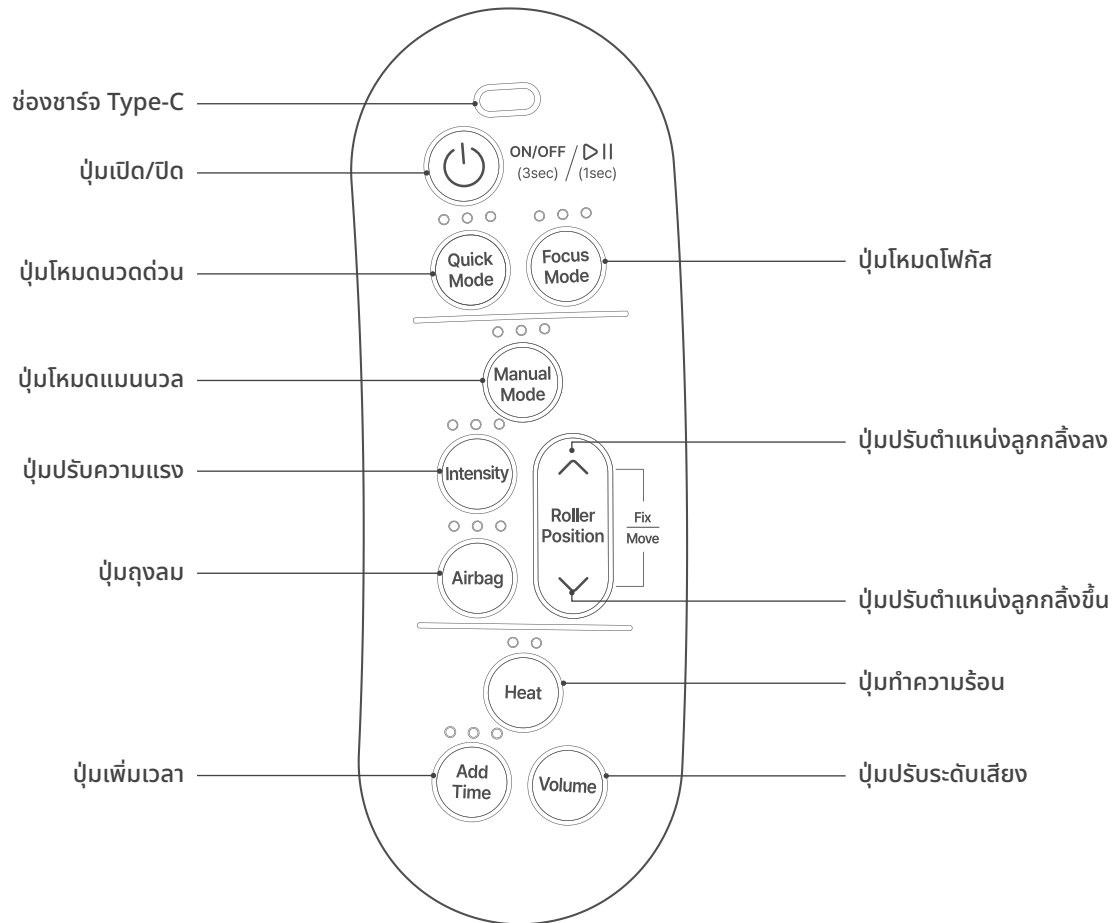 ช่องชาร์จ Type-C
ปุ่มเปิด/ปิด
ON/OFF / ▷||
(3sec) / (1sec)
ปุ่มโหมดนวดด่วน
Quick
Mode
Focus
Mode
ปุ่มโหมดโฟกัส
ปุ่มโหมดแมนนวล
Manual
Mode
ปุ่มปรับตำแหน่งลูกกลิ้งลง
ปุ่มปรับความแรง
Intensity
Roller
Position
Fix
Move
ปุ่มถุงลม
Airbag
ปุ่มปรับตำแหน่งลูกกลิ้งขึ้น
Heat
ปุ่มทำความร้อน
ปุ่มเพิ่มเวลา
Add
Time
Volume
ปุ่มปรับระดับเสียง